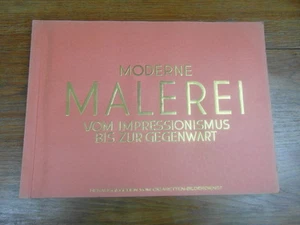 MODERNE
MALEREI
VOM IMPRESSIONISMUS
BIS ZUR GEGENWART